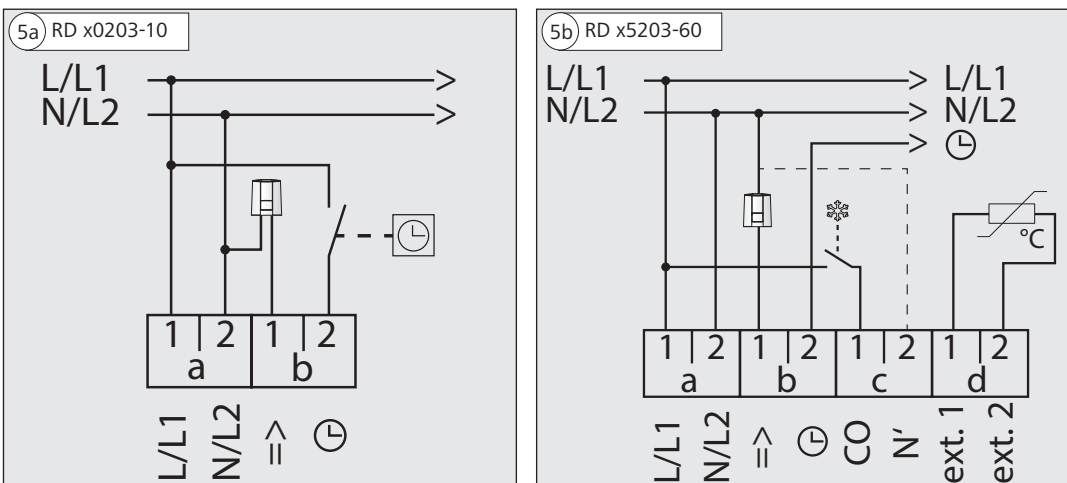 5a RD x0203-10
L/L1
N/L2
1 2 1 2
a b
L/L1 N/L2 =>
5b RD x5203-60
L/L1 L/L1
N/L2 N/L2
°C
1 2 1 2 1 2 1 2
a b c d
L/L1 N/L2 => CO N‘ ext. 1 ext. 2